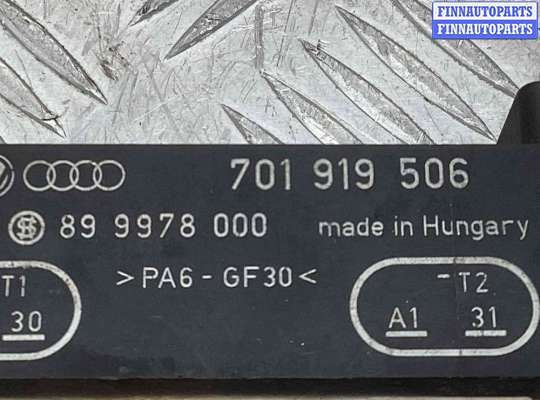 FINNAUTOPARTS
FINNAUTOPARTS
701 919 506
89 9978 000
made in Hungary
>PA6-GF30<
T1
30
T2
A1 31